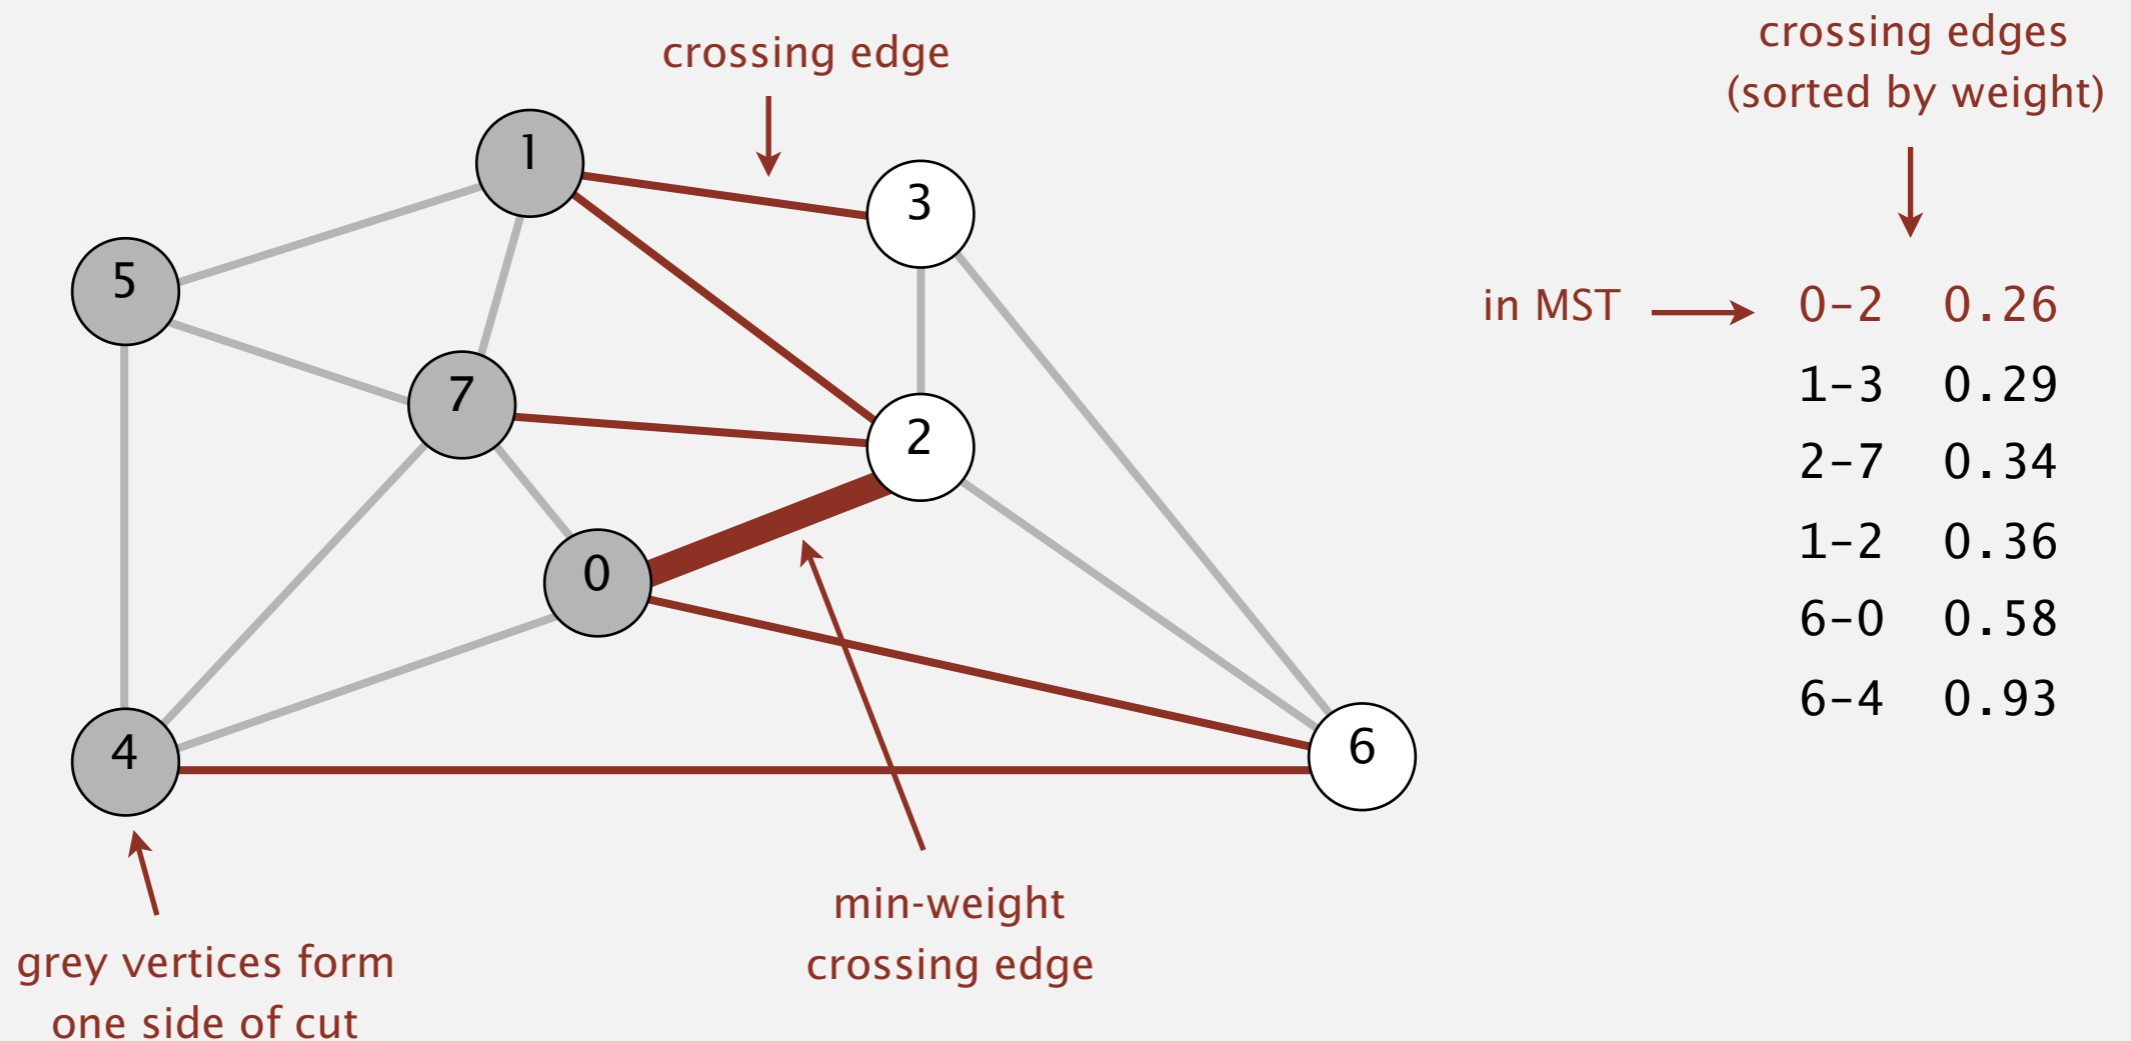 crossing edge
crossing edges
(sorted by weight)
1
3
5
7
2
0
4
6
in MST
0-2 0.26
1-3 0.29
2-7 0.34
1-2 0.36
6-0 0.58
6-4 0.93
min-weight
crossing edge
grey vertices form
one side of cut